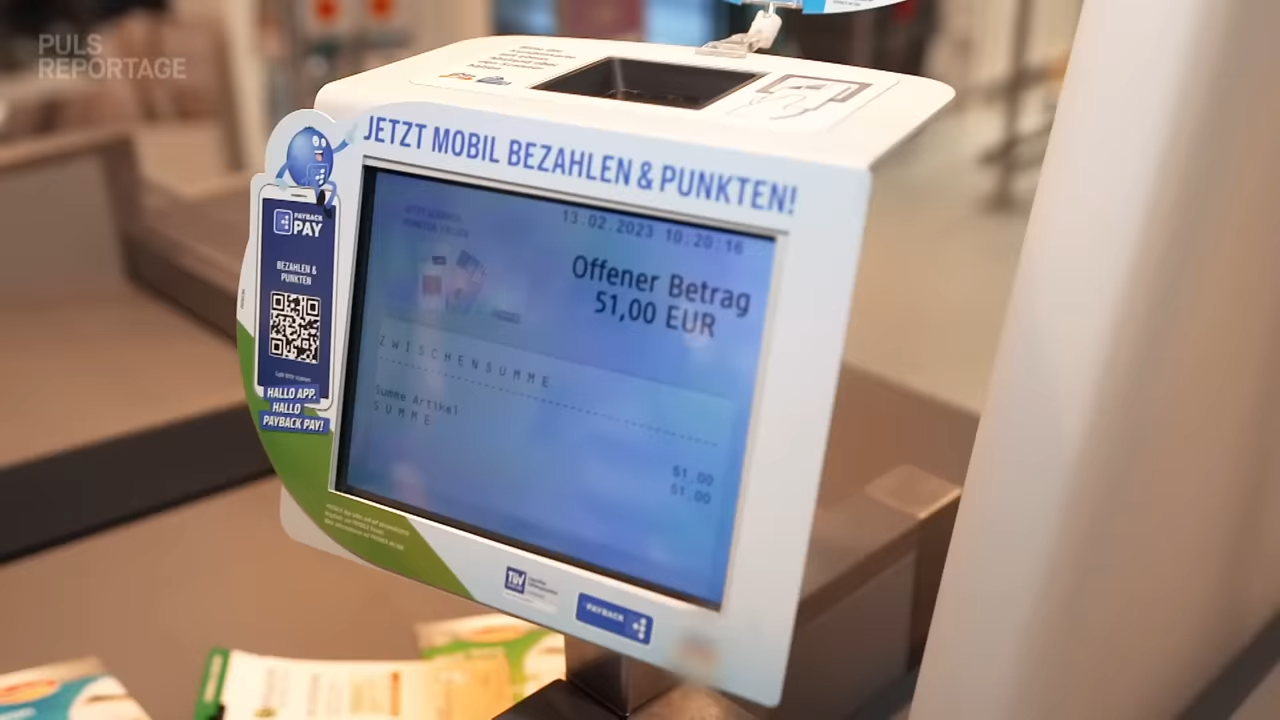 PULS
REPORTAGE
JETZT MOBIL BEZAHLEN & PUNKTEN!
PAYBACK
PAY
BEZAHLEN &
PUNKTEN
HALLO APP,
HALLO
PAYBACK PAY!
13.02.2023 10:20:16
Offener Betrag
51,00 EUR
ZWISCHENSUMME
Summe Artikel 51,00
SUMME 51,00
TÜV
PAYBACK